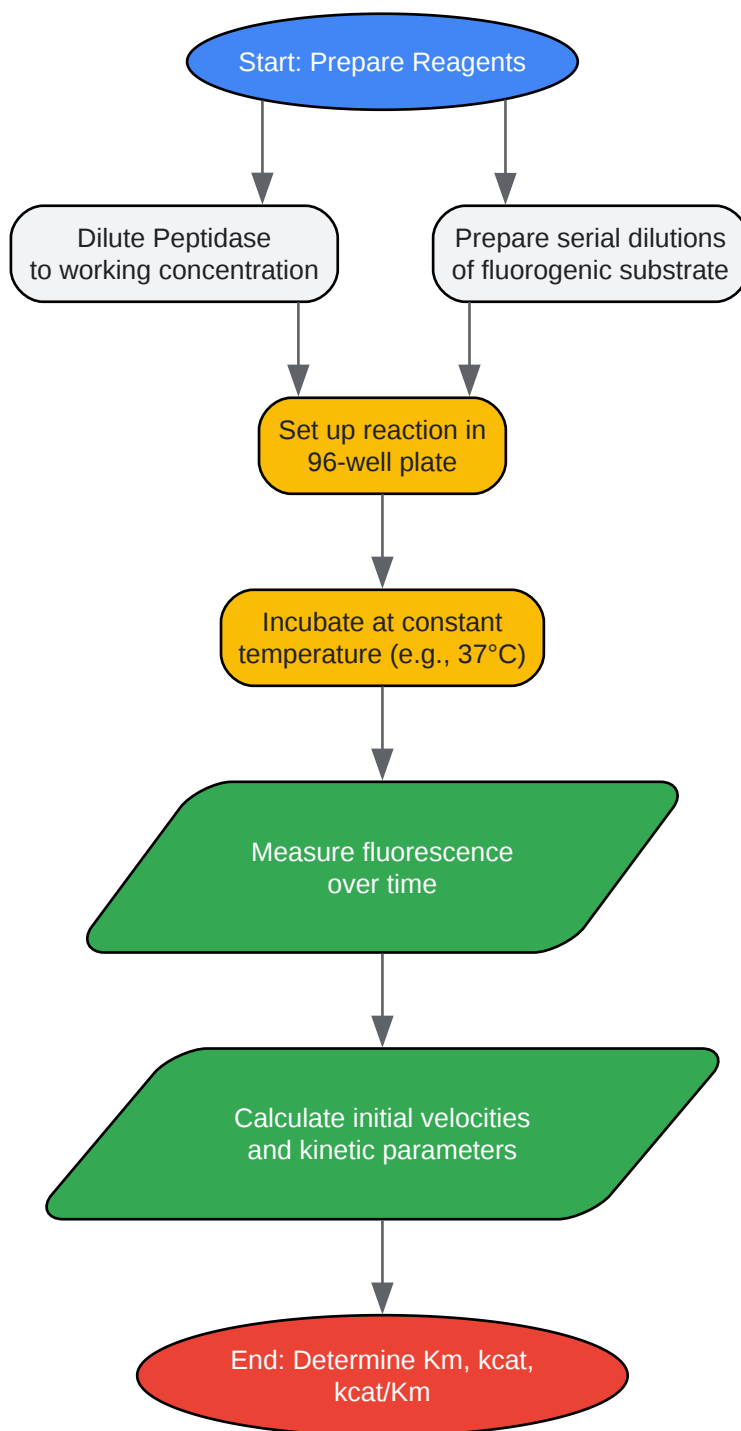 Start: Prepare Reagents
Dilute Peptidase
to working concentration
Prepare serial dilutions
of fluorogenic substrate
Set up reaction in
96-well plate
Incubate at constant
temperature (e.g., 37°C)
Measure fluorescence
over time
Calculate initial velocities
and kinetic parameters
End: Determine Km, kcat,
kcat/Km